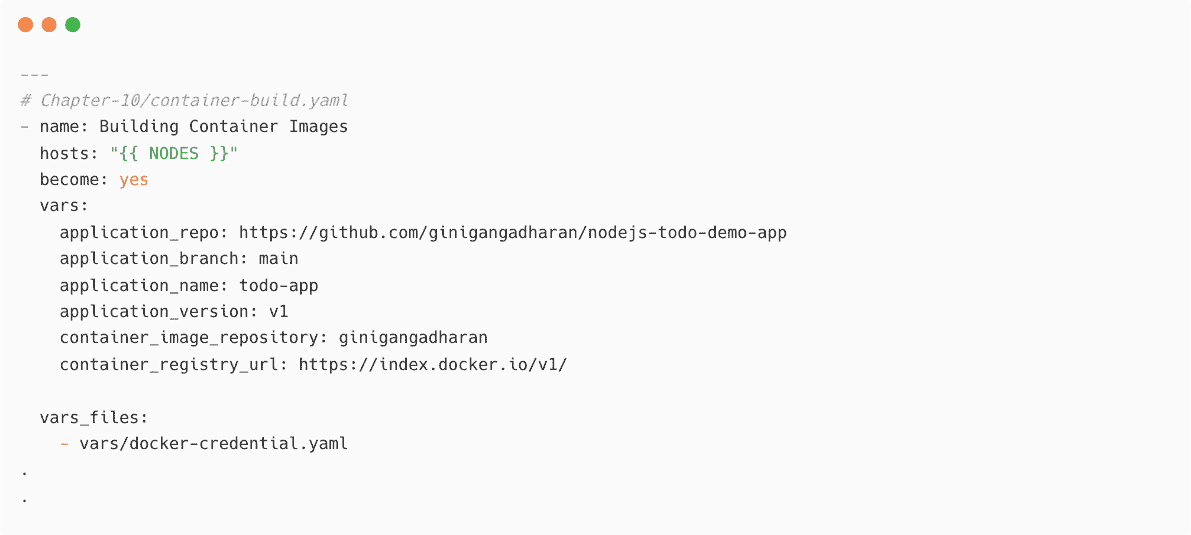 ---
# Chapter-10/container-build.yaml
- name: Building Container Images
  hosts: "{{ NODES }}"
  become: yes
  vars:
    application_repo: https://github.com/ginigangadharan/nodejs-todo-demo-app
    application_branch: main
    application_name: todo-app
    application_version: v1
    container_image_repository: ginigangadharan
    container_registry_url: https://index.docker.io/v1/

  vars_files:
    - vars/docker-credential.yaml
.
.